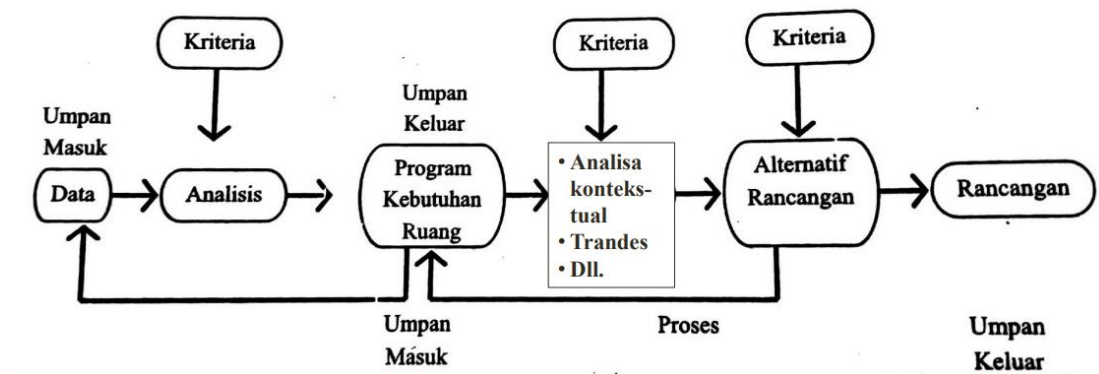 Kriteria
Kriteria
Kriteria
Umpan
Masuk
Umpan
Keluar
Data
Analisis
Program
Kebutuhan
Ruang
• Analisa
konteks-
tual
• Trandes
• Dll.
Alternatif
Rancangan
Rancangan
Umpan
Masuk
Proses
Umpan
Keluar